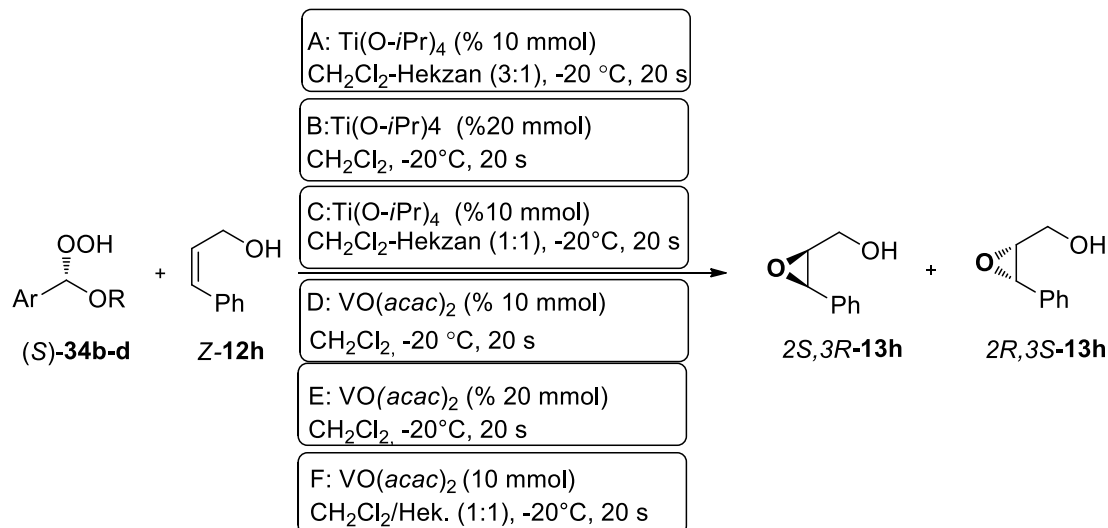 A: Ti(O-iPr)4 (% 10 mmol)
CH2Cl2-Hekzan (3:1), -20 °C, 20 s
B:Ti(O-iPr)4 (%20 mmol)
CH2Cl2, -20°C, 20 s
C:Ti(O-iPr)4 (%10 mmol)
CH2Cl2-Hekzan (1:1), -20°C, 20 s
OOH
Ar
OR
+
OH
Ph
D: VO(acac)2 (% 10 mmol)
CH2Cl2, -20 °C, 20 s
E: VO(acac)2 (% 20 mmol)
CH2Cl2, -20°C, 20 s
F: VO(acac)2 (10 mmol)
CH2Cl2/Hek. (1:1), -20°C, 20 s
O
OH
Ph
+
O
OH
Ph
(S)-34b-d
Z-12h
2S,3R-13h
2R,3S-13h